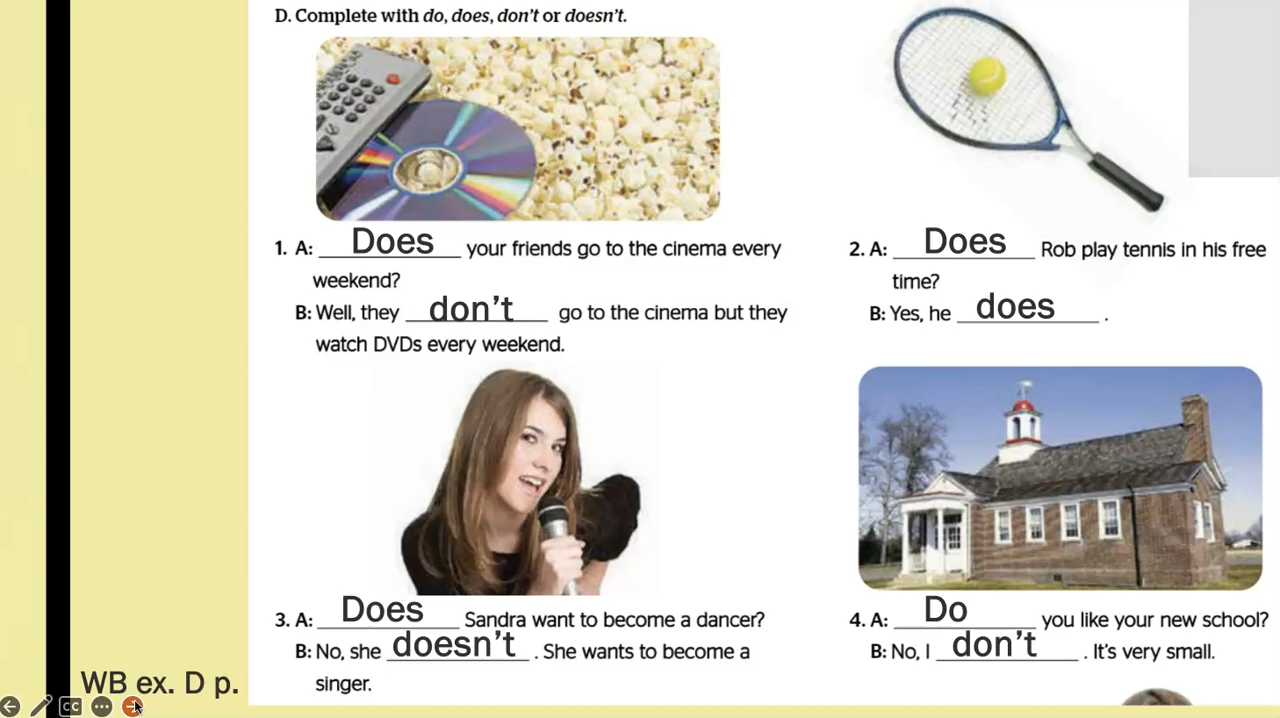 D. Complete with do, does, don't or doesn't.
1. A: Does your friends go to the cinema every
weekend?
B: Well, they don't go to the cinema but they
watch DVDs every weekend.
2. A: Does Rob play tennis in his free
time?
B: Yes, he does.
3. A: Does Sandra want to become a dancer?
B: No, she doesn't. She wants to become a
singer.
4. A: Do you like your new school?
B: No, I don't. It's very small.
WB ex. D p.
CC